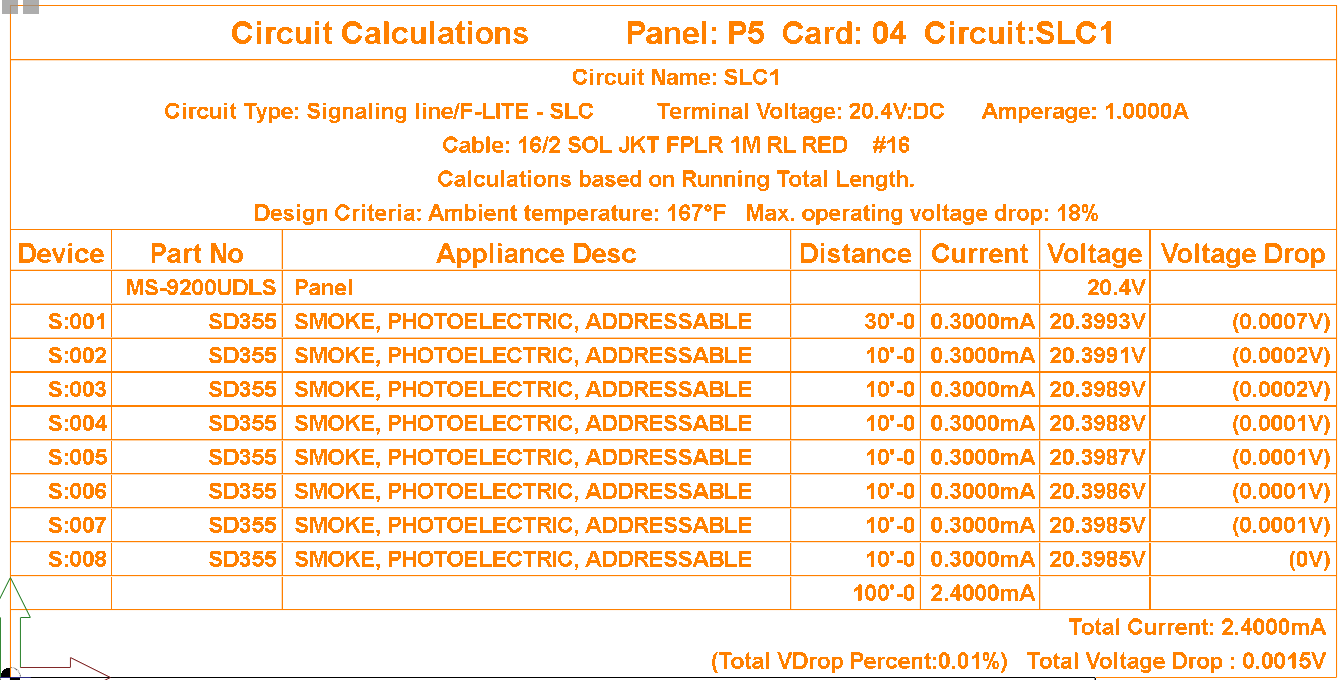 Circuit Calculations Panel: P5 Card: 04 Circuit:SLC1
Circuit Name: SLC1
Circuit Type: Signaling line/F-LITE - SLC Terminal Voltage: 20.4V:DC Amperage: 1.0000A
Cable: 16/2 SOL JKT FPLR 1M RL RED #16
Calculations based on Running Total Length.
Design Criteria: Ambient temperature: 167°F Max. operating voltage drop: 18%
Device Part No Appliance Desc Distance Current Voltage Voltage Drop
MS-9200UDLS Panel 20.4V
S:001 SD355 SMOKE, PHOTOELECTRIC, ADDRESSABLE 30'-0 0.3000mA 20.3993V (0.0007V)
S:002 SD355 SMOKE, PHOTOELECTRIC, ADDRESSABLE 10'-0 0.3000mA 20.3991V (0.0002V)
S:003 SD355 SMOKE, PHOTOELECTRIC, ADDRESSABLE 10'-0 0.3000mA 20.3989V (0.0002V)
S:004 SD355 SMOKE, PHOTOELECTRIC, ADDRESSABLE 10'-0 0.3000mA 20.3988V (0.0001V)
S:005 SD355 SMOKE, PHOTOELECTRIC, ADDRESSABLE 10'-0 0.3000mA 20.3987V (0.0001V)
S:006 SD355 SMOKE, PHOTOELECTRIC, ADDRESSABLE 10'-0 0.3000mA 20.3986V (0.0001V)
S:007 SD355 SMOKE, PHOTOELECTRIC, ADDRESSABLE 10'-0 0.3000mA 20.3985V (0.0001V)
S:008 SD355 SMOKE, PHOTOELECTRIC, ADDRESSABLE 10'-0 0.3000mA 20.3985V (0V)
100'-0 2.4000mA
Total Current: 2.4000mA
(Total VDrop Percent:0.01%) Total Voltage Drop : 0.0015V